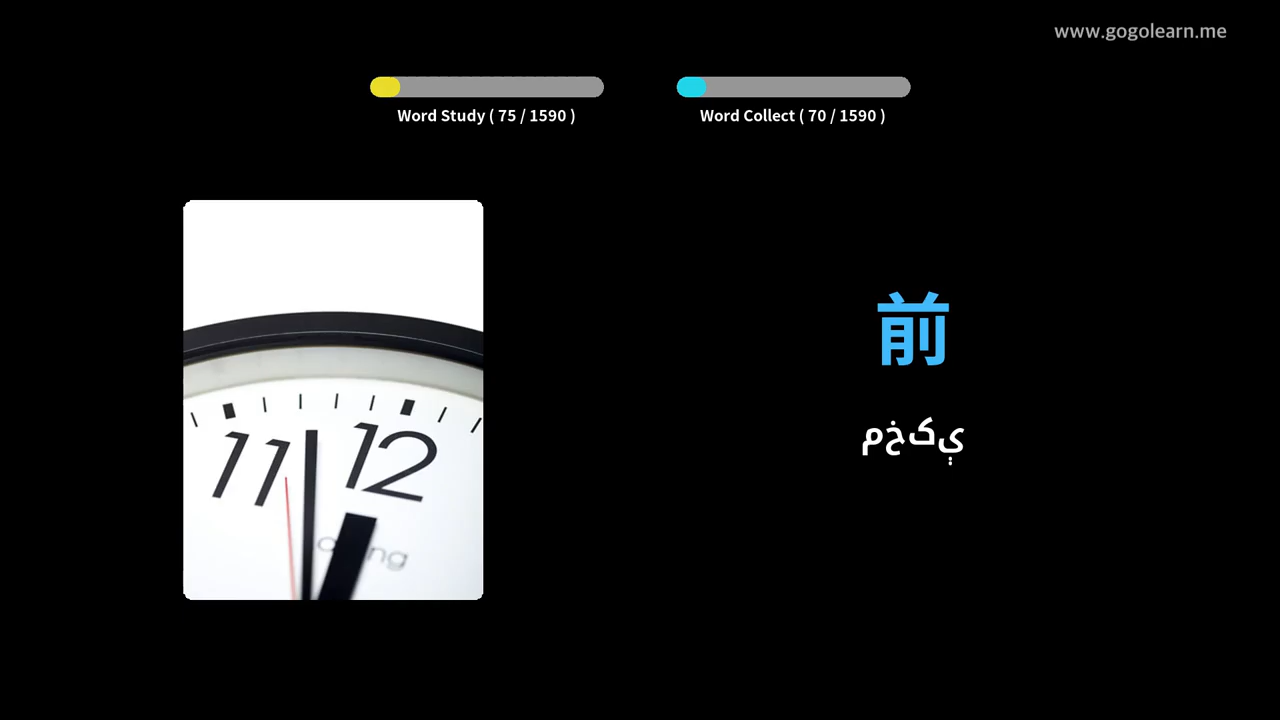 www.gogolearn.me
Word Study ( 75 / 1590 )
Word Collect ( 70 / 1590 )
11 12
前
مخکې